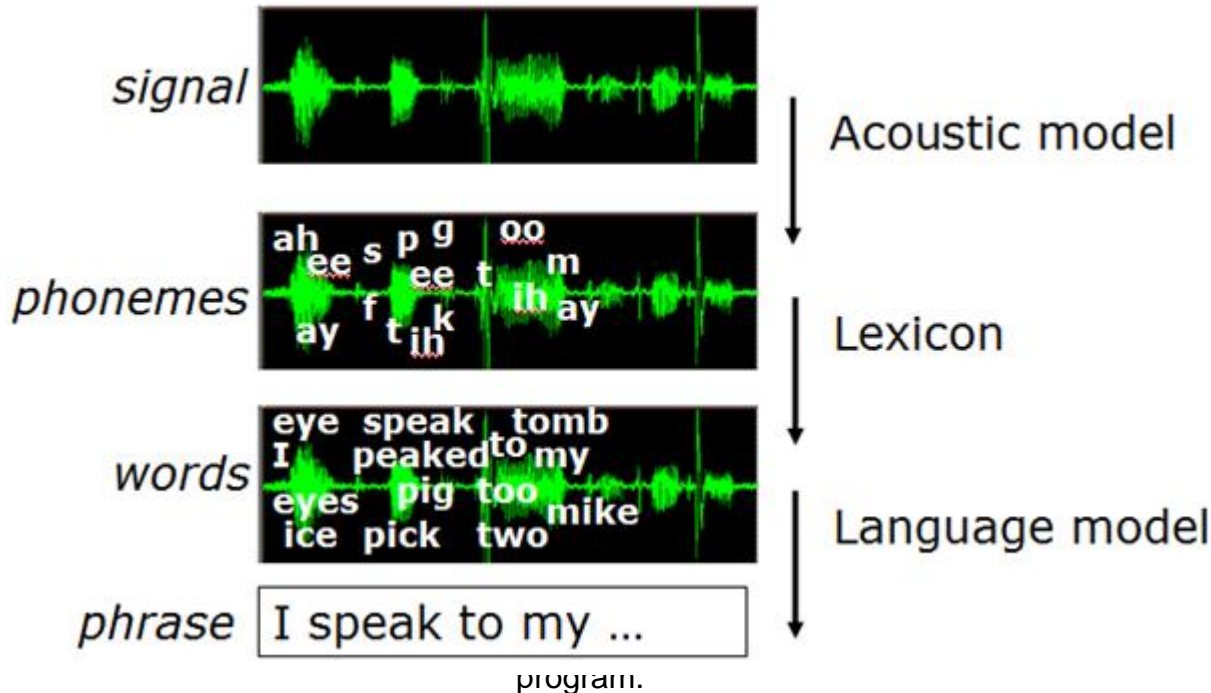 signal
Acoustic model
ah ee s p g oo
ee t m
phonemes
f ih ay
ay t k
ih
Lexicon
eye speak tomb
I peaked to my
words
eyes pig too
mike
ice pick two
Language model
phrase I speak to my ...
program.